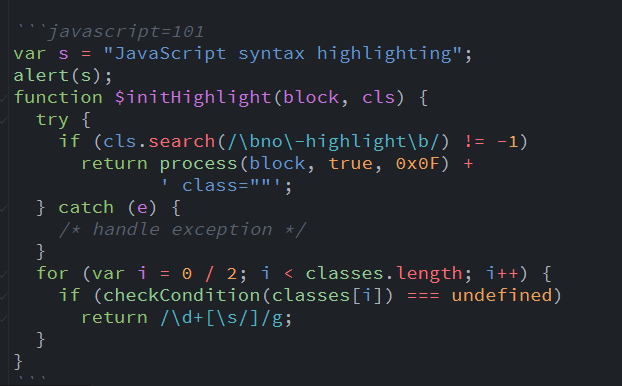 ```javascript=101
var s = "JavaScript syntax highlighting";
alert(s);
function $initHighlight(block, cls) {
  try {
    if (cls.search(/\bno\-highlight\b/) != -1)
      return process(block, true, 0x0F) +
             ' class=""';
  } catch (e) {
    /* handle exception */
  }
  for (var i = 0 / 2; i < classes.length; i++) {
    if (checkCondition(classes[i]) === undefined)
      return /\d+[\s/]/g;
  }
}
```